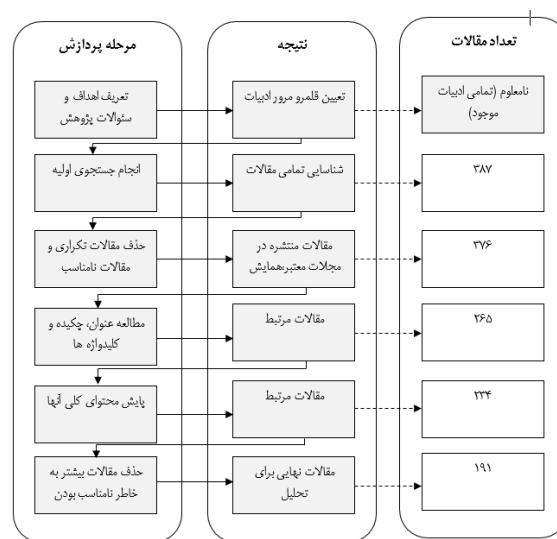 مرحله پردازش
نتیجه
تعداد مقالات
تعریف اهداف و
سئوالات پژوهش
تعیین قلمرو مرور ادبیات
نامعلوم (تمامی ادبیات
موجود)
انجام جستجوی اولیه
شناسایی تمامی مقالات
۳۸۷
حذف مقالات تکراری و
مقالات نامناسب
مقالات منتشره در
مجلات معتبر،همایش
۳۷۶
مطالعه عنوان، چکیده و
کلیدواژه ها
مقالات مرتبط
۲۶۵
پایش محتوای کلی آنها
مقالات مرتبط
۲۳۴
حذف مقالات بیشتر به
خاطر نامناسب بودن
مقالات نهایی برای
تحلیل
۱۹۱